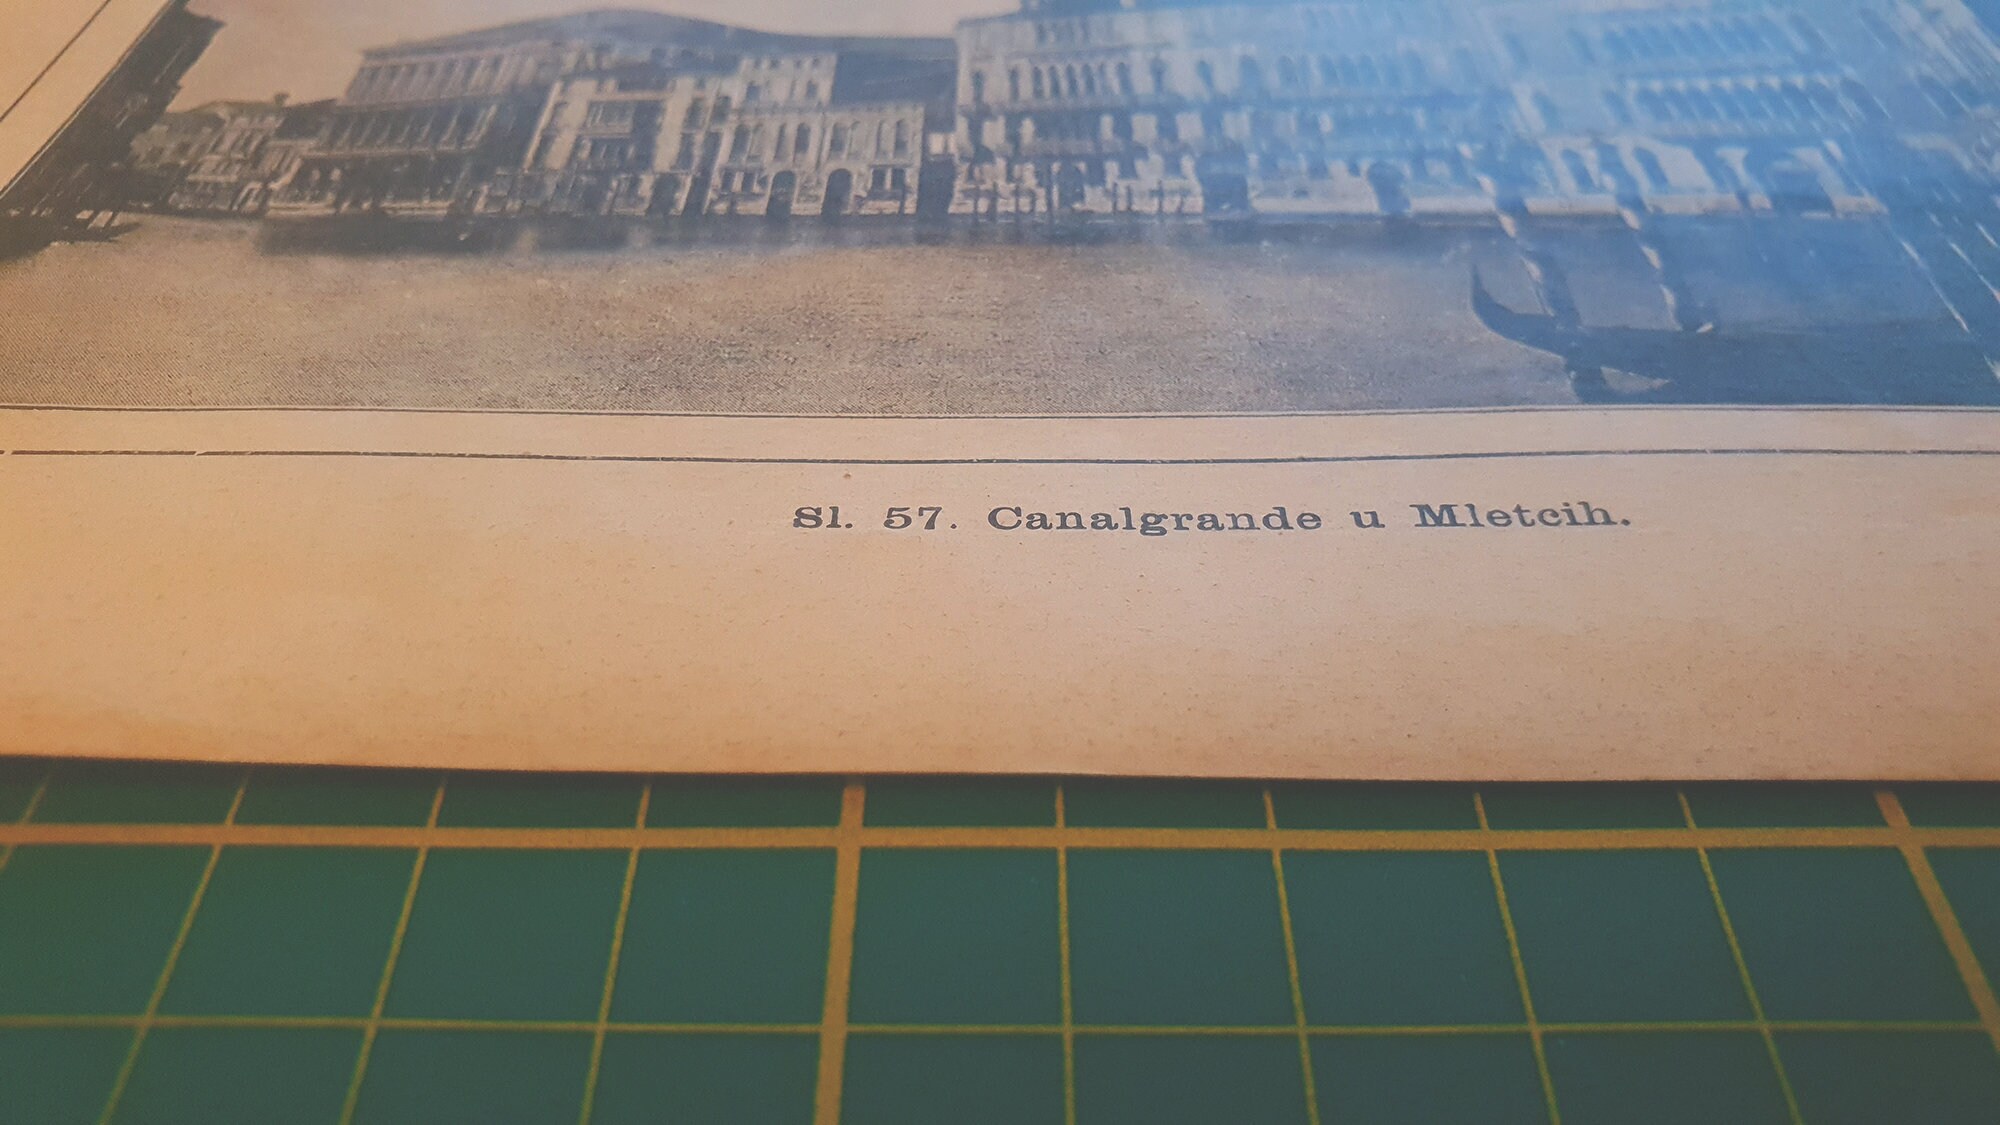 Sl. 57. Canalgrande u Mletcih.